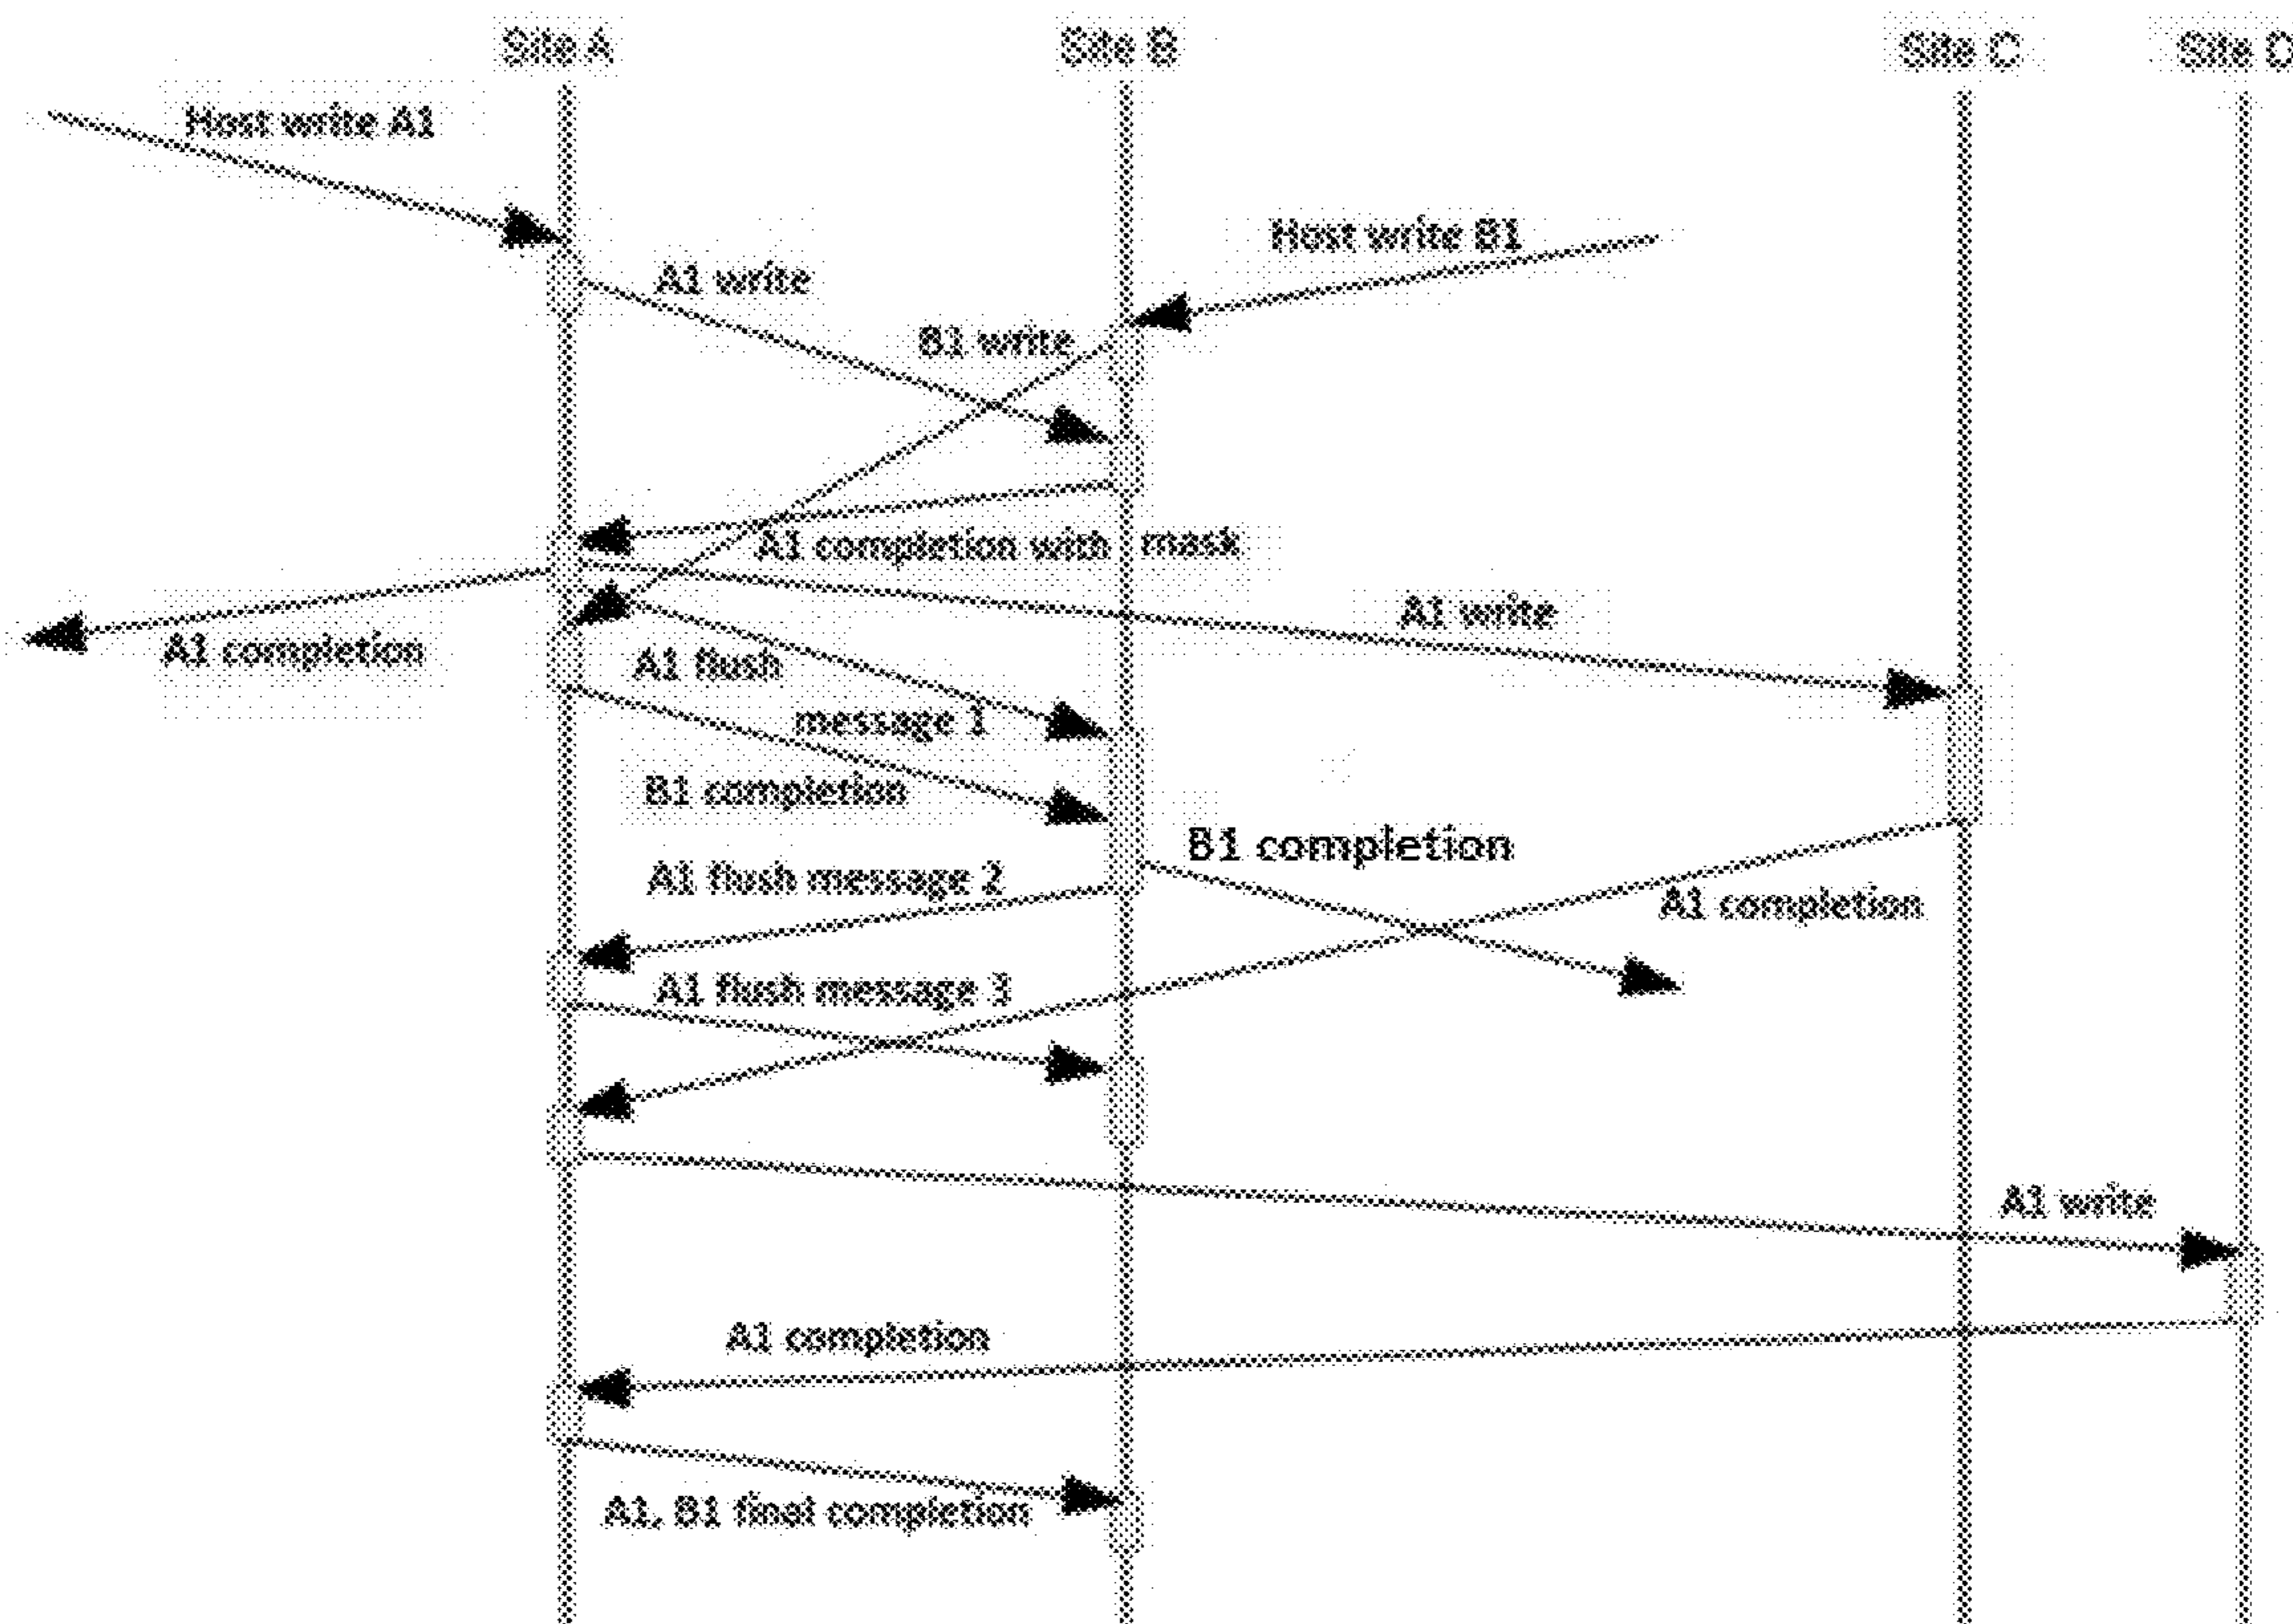 Site A
Site B
Site C
Site D
Host write A1
Host write B1
A1 write
B1 write
A1 completion with mask
A1 write
A1 completion
A1 flush
message 1
B1 completion
B1 completion
A1 flush message 2
A1 completion
A1 flush message 3
A1 write
A1 completion
A1, B1 final completion